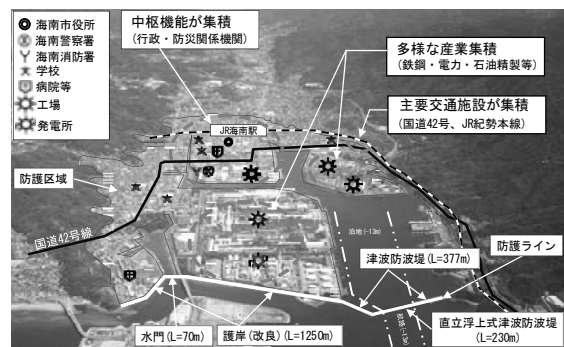 海南市役所
海南警察署
海南消防署
学校
病院等
工場
発電所
中枢機能が集積
(行政・防災関係機関)
多様な産業集積
(鉄鋼・電力・石油精製等)
主要交通施設が集積
(国道42号、JR紀勢本線)
JR海南駅
防護区域
国道42号線
泊地(-13m)
防護ライン
津波防波堤(L=377m)
水門(L=70m)
護岸(改良)(L=1250m)
直立浮上式津波防波堤
(L=230m)